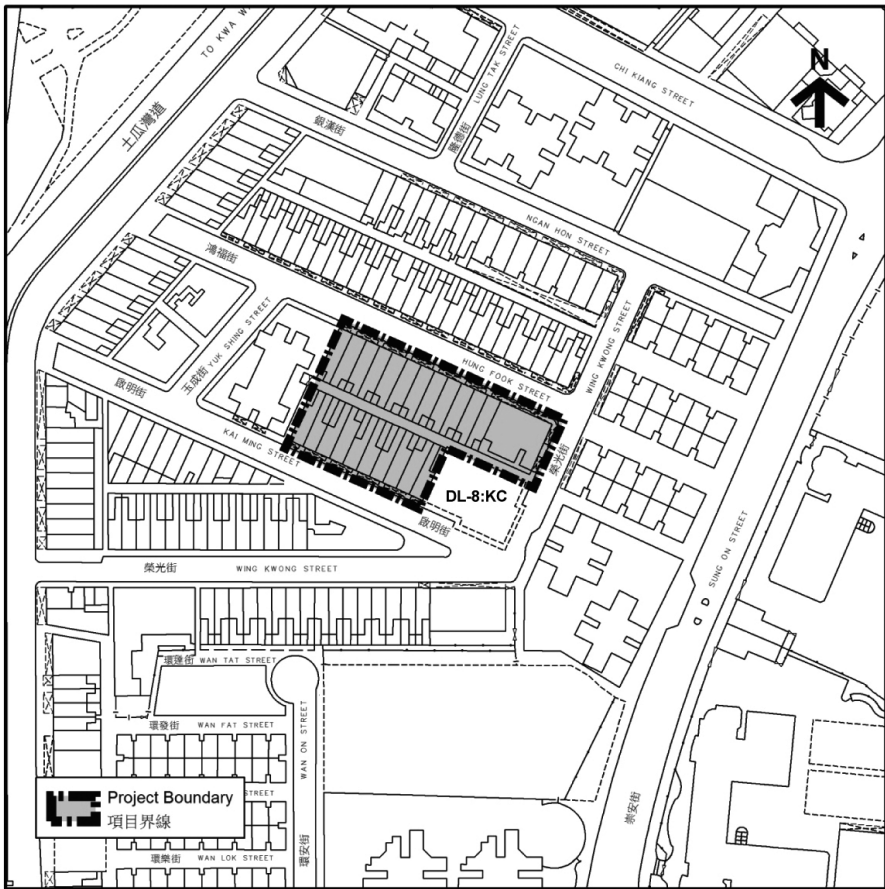 TO KWA W
土瓜灣道
LUNG TAK STREET
隆德街
CHI KIANG STREET
N
銀漢街
NGAN HON STREET
鴻福街
HUNG FOOK STREET
WING KWONG STREET
榮光街
玉成街 YUK SHING STREET
啟明街
KAI MING STREET
啟明街
DL-8:KC
榮光街 WING KWONG STREET
SUNG ON STREET
崇安街
環達街 WAN TAT STREET
環發街 WAN FAT STREET
WAN ON STREET
環安街
STREET
環樂街 WAN LOK STREET
Project Boundary
項目界線